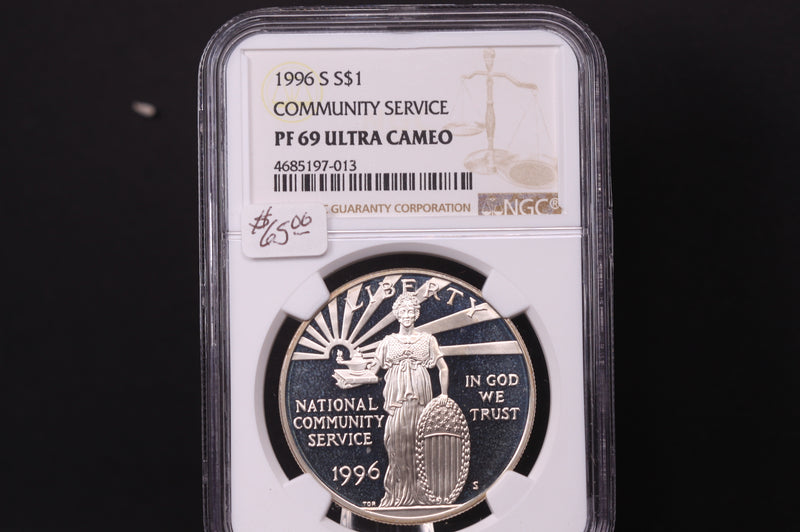 1996 S S$1
COMMUNITY SERVICE
PF 69 ULTRA CAMEO
4685197-013
GUARANTY CORPORATION
NGC®
$65.00
LIBERTY
IN GOD
WE
TRUST
NATIONAL
COMMUNITY
SERVICE
1996
TDR
S